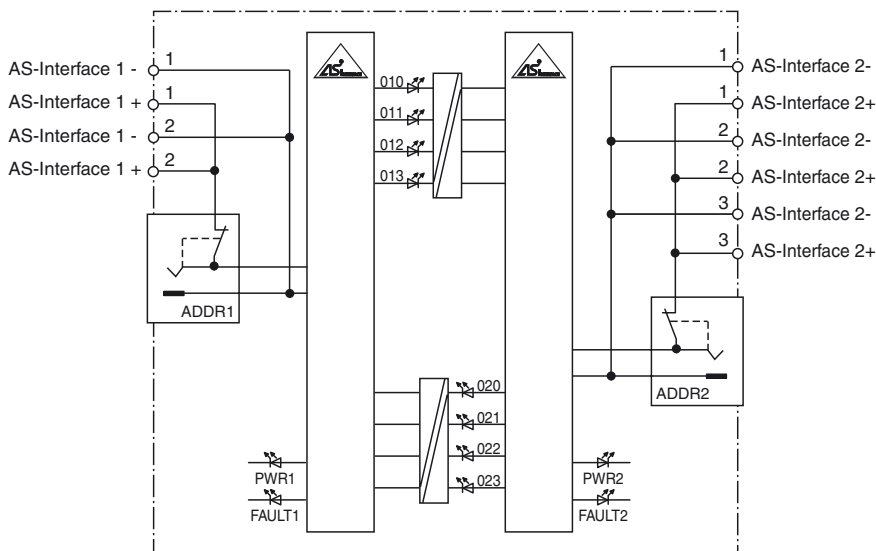 AS-Interface 1 - 1
AS-Interface 1 + 1
AS-Interface 1 - 2
AS-Interface 1 + 2
ADDR1
010
011
012
013
1 AS-Interface 2-
1 AS-Interface 2+
2 AS-Interface 2-
2 AS-Interface 2+
3 AS-Interface 2-
3 AS-Interface 2+
ADDR2
020
021
022
023
PWR1
FAULT1
PWR2
FAULT2